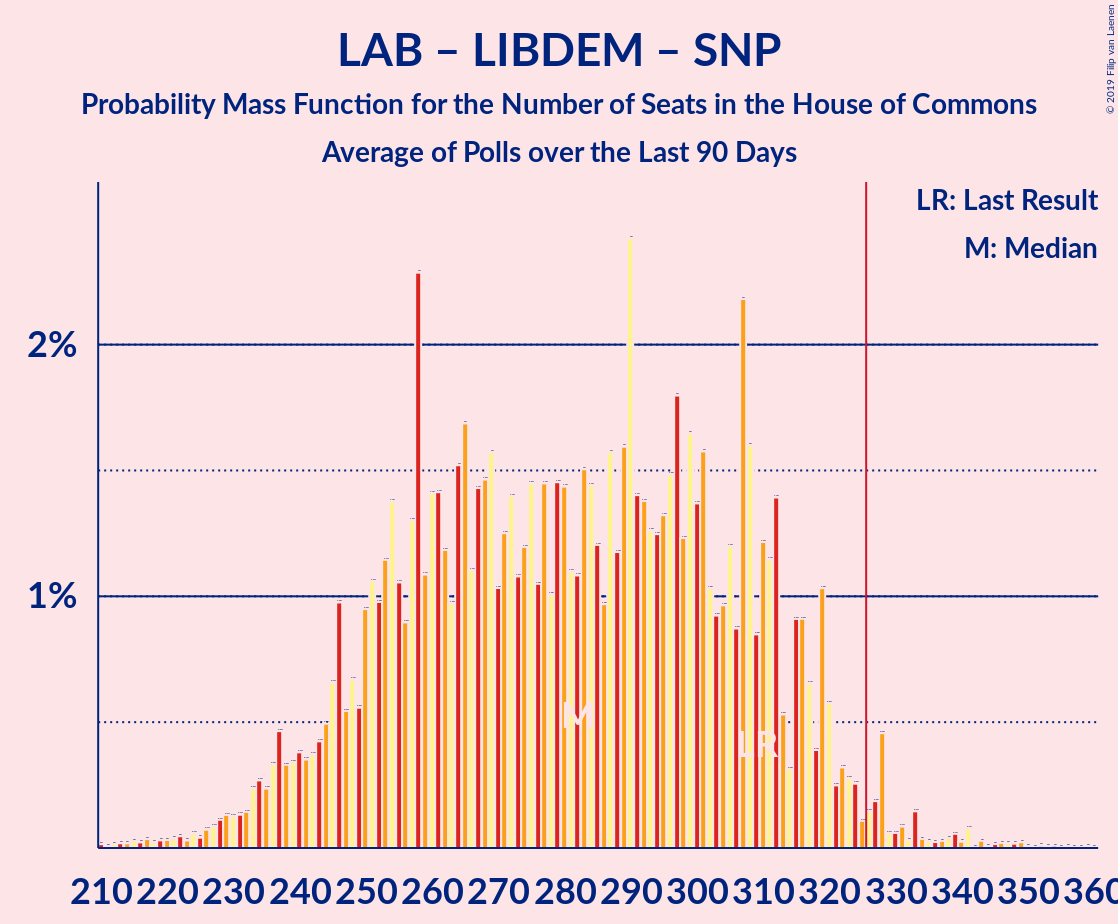 LAB – LIBDEM – SNP
Probability Mass Function for the Number of Seats in the House of Commons
Average of Polls over the Last 90 Days
© 2019 Filip van Laenen
LR: Last Result
M: Median
2%
1%
M
LR
210 220 230 240 250 260 270 280 290 300 310 320 330 340 350 360